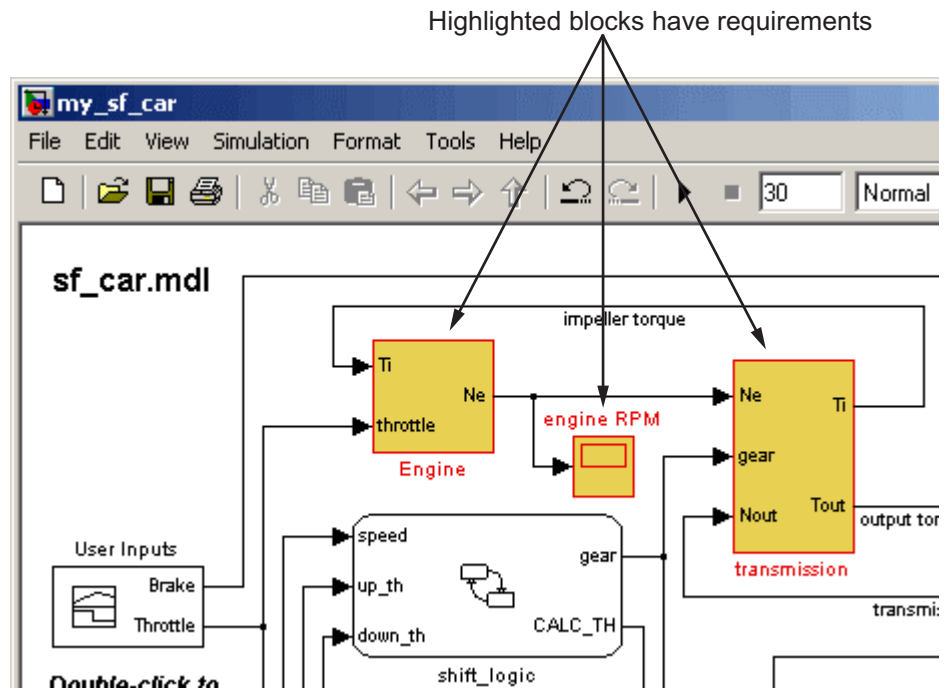 Highlighted blocks have requirements
my_sf_car
File Edit View Simulation Format Tools Help
30 Normal
sf_car.mdl
impeller torque
Ti
Ne
throttle
Engine
engine RPM
Ne
Ti
gear
Nout
Tout
output tor
transmission
transmis
User Inputs
Brake
Throttle
speed
gear
up_th
down_th
CALC_TH
shift_logic
Double-click to